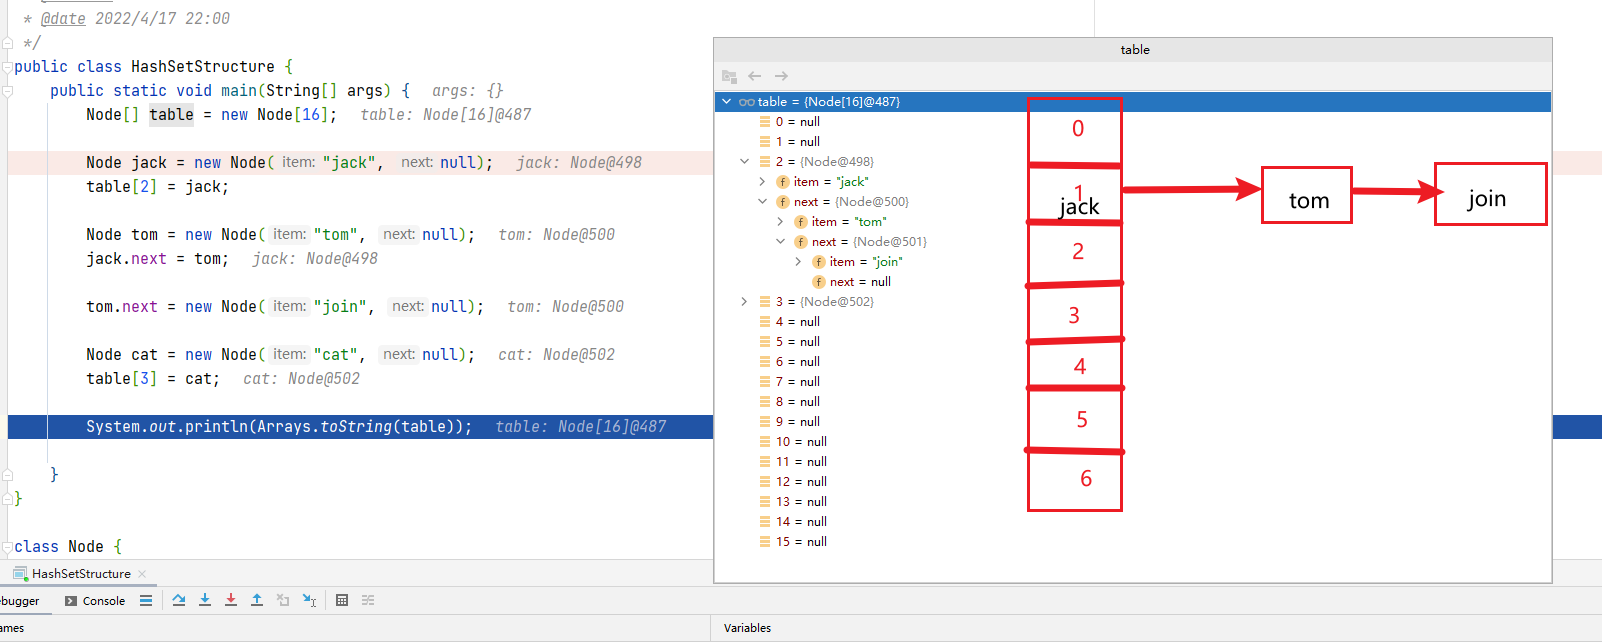 * @date 2022/4/17 22:00
*/
public class HashSetStructure {
public static void main(String[] args) { args: {}
Node[] table = new Node[16]; table: Node[16]@487
Node jack = new Node( item: "jack", next: null); jack: Node@498
table[2] = jack;
Node tom = new Node( item: "tom", next: null); tom: Node@500
jack.next = tom; jack: Node@498
tom.next = new Node( item: "join", next: null); tom: Node@500
Node cat = new Node( item: "cat", next: null); cat: Node@502
table[3] = cat; cat: Node@502
System.out.println(Arrays.toString(table)); table: Node[16]@487
}
}
class Node {
table
table = {Node[16]@487}
0 = null
1 = null
2 = {Node@498}
item = "jack"
next = {Node@500}
item = "tom"
next = {Node@501}
item = "join"
next = null
3 = {Node@502}
4 = null
5 = null
6 = null
7 = null
8 = null
9 = null
10 = null
11 = null
12 = null
13 = null
14 = null
15 = null
0
1
jack
tom
join
2
3
4
5
6
HashSetStructure
ebugger
Console
ames
Variables